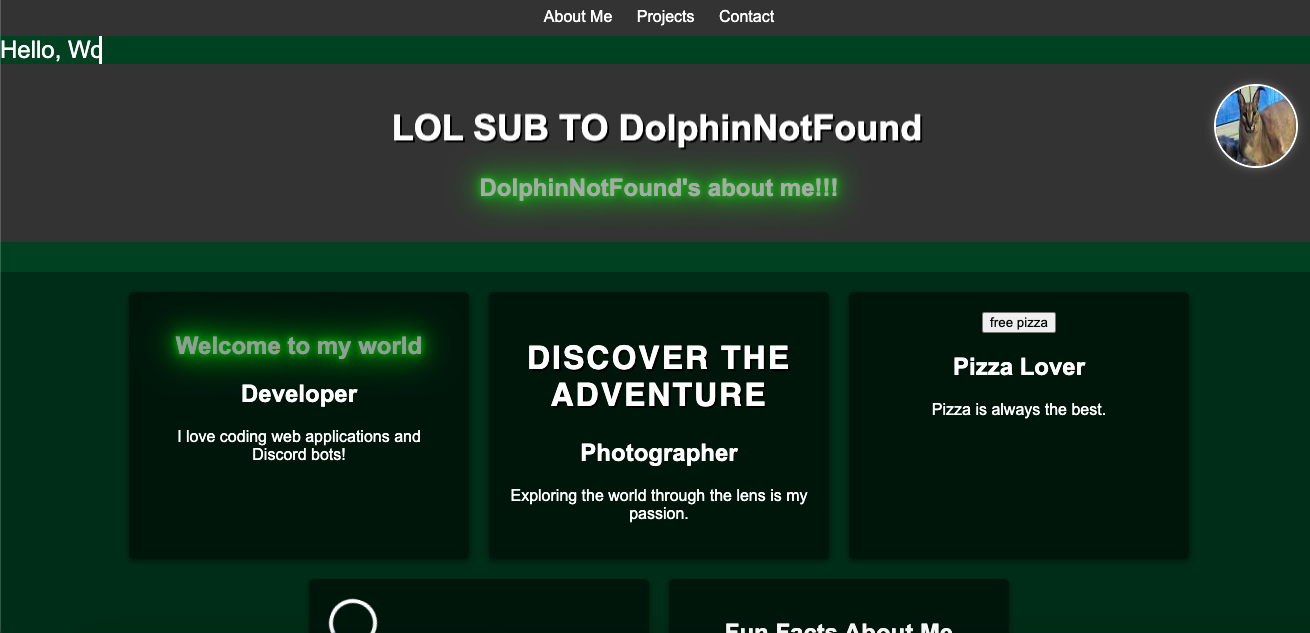 About Me Projects Contact
Hello, Wo
LOL SUB TO DolphinNotFound
DolphinNotFound's about me!!!
Welcome to my world
Developer
I love coding web applications and
Discord bots!
DISCOVER THE
ADVENTURE
Photographer
Exploring the world through the lens is my
passion.
free pizza
Pizza Lover
Pizza is always the best.
Fun Facts About Me